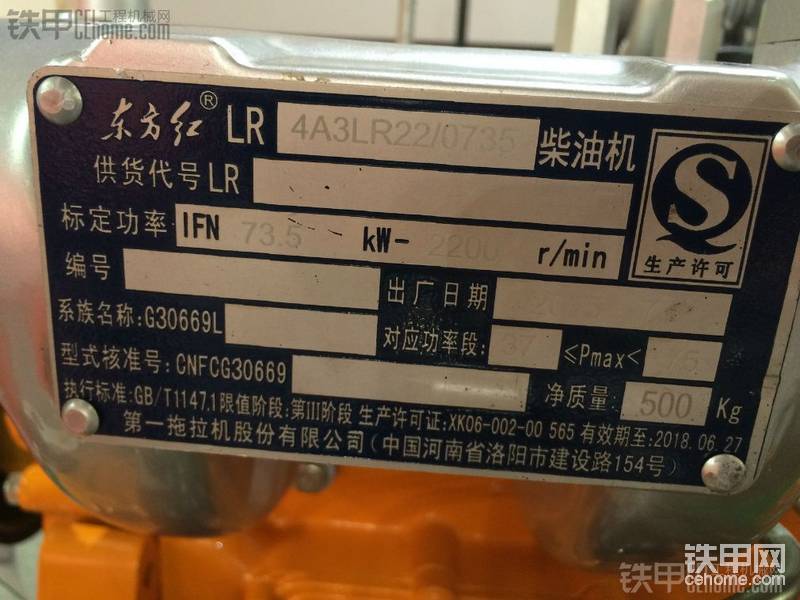 铁甲 工程机械网
CEhome.com
东方红® LR 4A3LR22/0735 柴油机
供货代号LR
标定功率 IFN 73.5 kW- 2200 r/min
生产许可
编号 出厂日期
系族名称:G30669L 对应功率段: 37 ≤Pmax< 75
型式核准号:CNFCG30669 净质量: 500 Kg
执行标准:GB/T1147.1 限值阶段:第III阶段 生产许可证:XK06-002-00 565 有效期至:2018.06.27
第一拖拉机股份有限公司(中国河南省洛阳市建设路154号)
铁甲网
cehome.com
铁甲